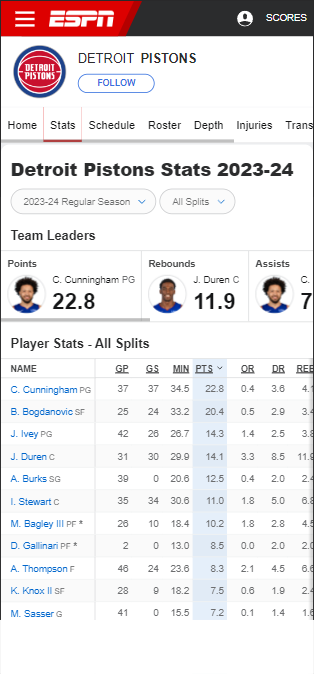 ESPN SCORES
DETROIT PISTONS
DETROIT PISTONS
FOLLOW
Home Stats Schedule Roster Depth Injuries Trans
Detroit Pistons Stats 2023-24
2023-24 Regular Season All Splits
Team Leaders
Points Rebounds Assists
C. Cunningham PG J. Duren C C.
22.8 11.9 7
Player Stats - All Splits
NAME GP GS MIN PTS OR DR REB
C. Cunningham PG 37 37 34.5 22.8 0.4 3.6 4.1
B. Bogdanovic SF 25 24 33.2 20.4 0.5 2.9 3.4
J. Ivey PG 42 26 26.7 14.3 1.4 2.5 3.8
J. Duren C 31 30 29.9 14.1 3.3 8.5 11.9
A. Burks SG 39 0 20.6 12.5 0.4 2.0 2.4
I. Stewart C 35 34 30.6 11.0 1.8 5.0 6.8
M. Bagley III PF * 26 10 18.4 10.2 1.8 2.8 4.5
D. Gallinari PF * 2 0 13.0 8.5 0.0 2.0 2.0
A. Thompson F 46 24 23.6 8.3 2.1 4.5 6.6
K. Knox II SF 28 9 18.2 7.5 0.6 1.9 2.4
M. Sasser G 41 0 15.5 7.2 0.1 1.4 1.6